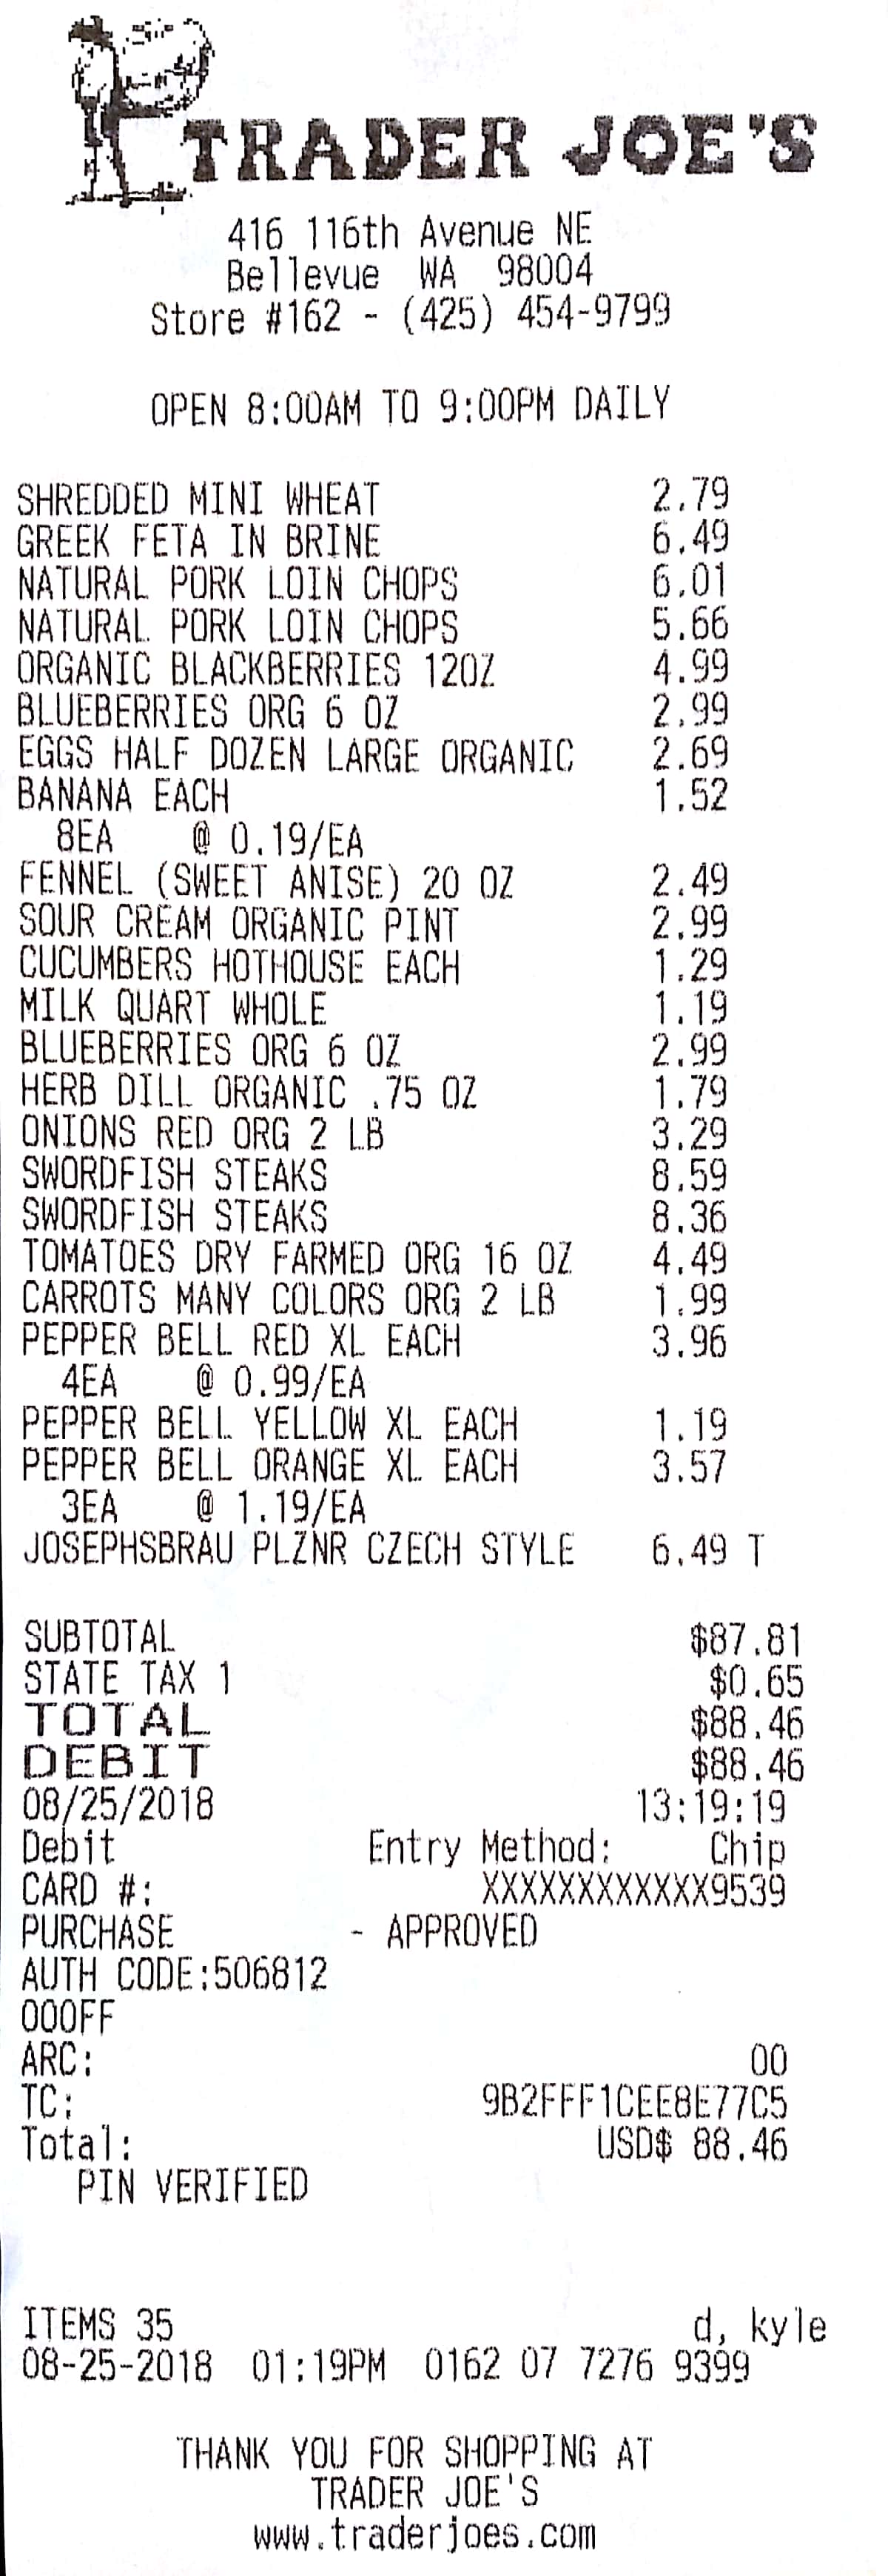 TRADER JOE'S
416 116th Avenue NE
Bellevue WA 98004
Store #162 - (425) 454-9799
OPEN 8:00AM TO 9:00PM DAILY
SHREDDED MINI WHEAT 2.79
GREEK FETA IN BRINE 6.49
NATURAL PORK LOIN CHOPS 6.01
NATURAL PORK LOIN CHOPS 5.66
ORGANIC BLACKBERRIES 12OZ 4.99
BLUEBERRIES ORG 6 OZ 2.99
EGGS HALF DOZEN LARGE ORGANIC 2.69
BANANA EACH 1.52
8EA @ 0.19/EA
FENNEL (SWEET ANISE) 20 OZ 2.49
SOUR CREAM ORGANIC PINT 2.99
CUCUMBERS HOTHOUSE EACH 1.29
MILK QUART WHOLE 1.19
BLUEBERRIES ORG 6 OZ 2.99
HERB DILL ORGANIC .75 OZ 1.79
ONIONS RED ORG 2 LB 3.29
SWORDFISH STEAKS 8.59
SWORDFISH STEAKS 8.36
TOMATOES DRY FARMED ORG 16 OZ 4.49
CARROTS MANY COLORS ORG 2 LB 1.99
PEPPER BELL RED XL EACH 3.96
4EA @ 0.99/EA
PEPPER BELL YELLOW XL EACH 1.19
PEPPER BELL ORANGE XL EACH 3.57
3EA @ 1.19/EA
JOSEPHSBRAU PLZNR CZECH STYLE 6.49 T
SUBTOTAL $87.81
STATE TAX 1 $0.65
TOTAL $88.46
DEBIT $88.46
08/25/2018 13:19:19
Debit Entry Method: Chip
CARD #: XXXXXXXXXXXX9539
PURCHASE - APPROVED
AUTH CODE:506812
000FF
ARC: 00
TC: 9B2FFF1CEE8E77C5
Total: USD$ 88.46
PIN VERIFIED
ITEMS 35 d, kyle
08-25-2018 01:19PM 0162 07 7276 9399
THANK YOU FOR SHOPPING AT
TRADER JOE'S
www.traderjoes.com